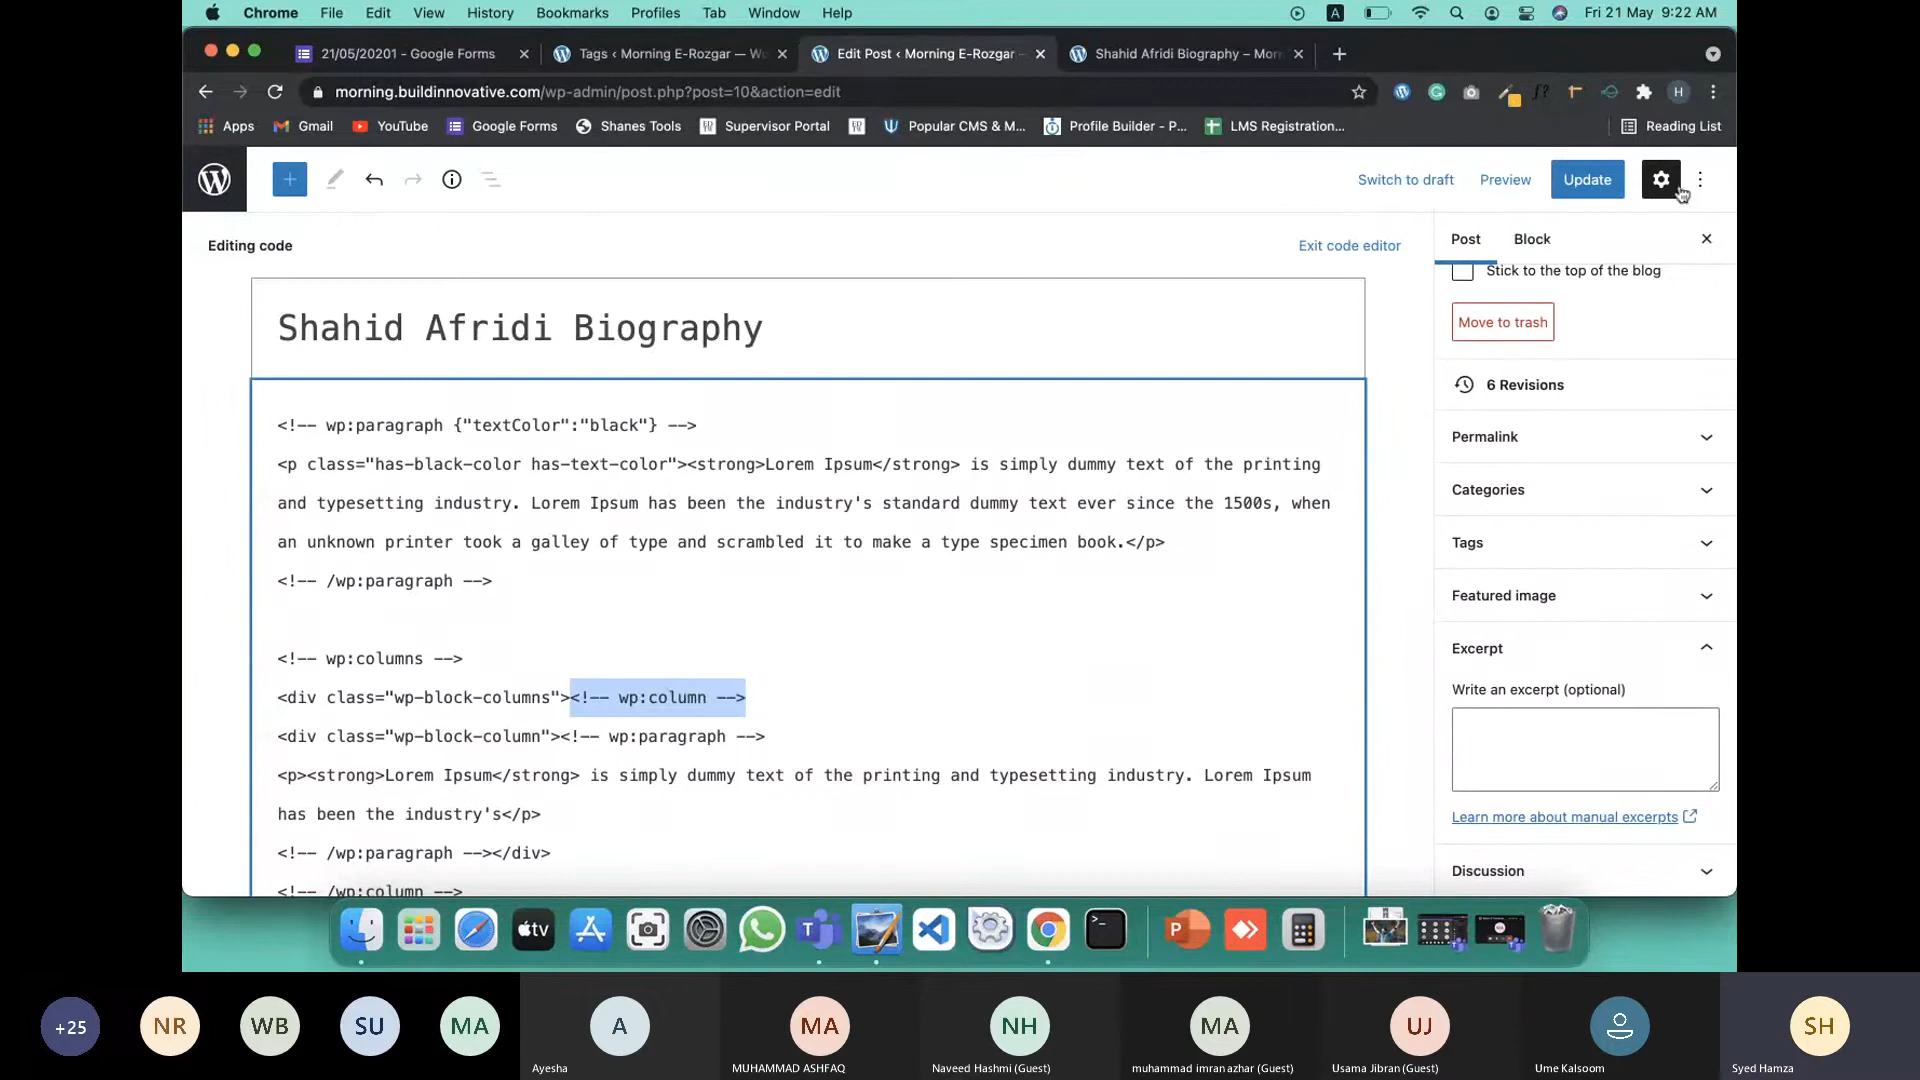 Chrome File Edit View History Bookmarks Profiles Tab Window Help A Fri 21 May 9:22 AM
21/05/20201 - Google Forms Tags ‹ Morning E-Rozgar — Wo Edit Post ‹ Morning E-Rozgar — Shahid Afridi Biography – Morn
morning.buildinnovative.com/wp-admin/post.php?post=10&action=edit f? H
Apps Gmail YouTube Google Forms Shanes Tools Supervisor Portal Popular CMS & M... Profile Builder - P... LMS Registration... Reading List
Switch to draft Preview Update
Editing code Exit code editor
Post Block
Shahid Afridi Biography
<!-- wp:paragraph {"textColor":"black"} -->
<p class="has-black-color has-text-color"><strong>Lorem Ipsum</strong> is simply dummy text of the printing
and typesetting industry. Lorem Ipsum has been the industry's standard dummy text ever since the 1500s, when
an unknown printer took a galley of type and scrambled it to make a type specimen book.</p>
<!-- /wp:paragraph -->
<!-- wp:columns -->
<div class="wp-block-columns"><!-- wp:column -->
<div class="wp-block-column"><!-- wp:paragraph -->
<p><strong>Lorem Ipsum</strong> is simply dummy text of the printing and typesetting industry. Lorem Ipsum
has been the industry's</p>
<!-- /wp:paragraph --></div>
<!-- /wp:column -->
Stick to the top of the blog
Move to trash
6 Revisions
Permalink
Categories
Tags
Featured image
Excerpt
Write an excerpt (optional)
Learn more about manual excerpts
Discussion
tv
+25 NR WB SU MA A MA NH MA UJ SH
Ayesha MUHAMMAD ASHFAQ Naveed Hashmi (Guest) muhammad imran azhar (Guest) Usama Jibran (Guest) Ume Kalsoom Syed Hamza